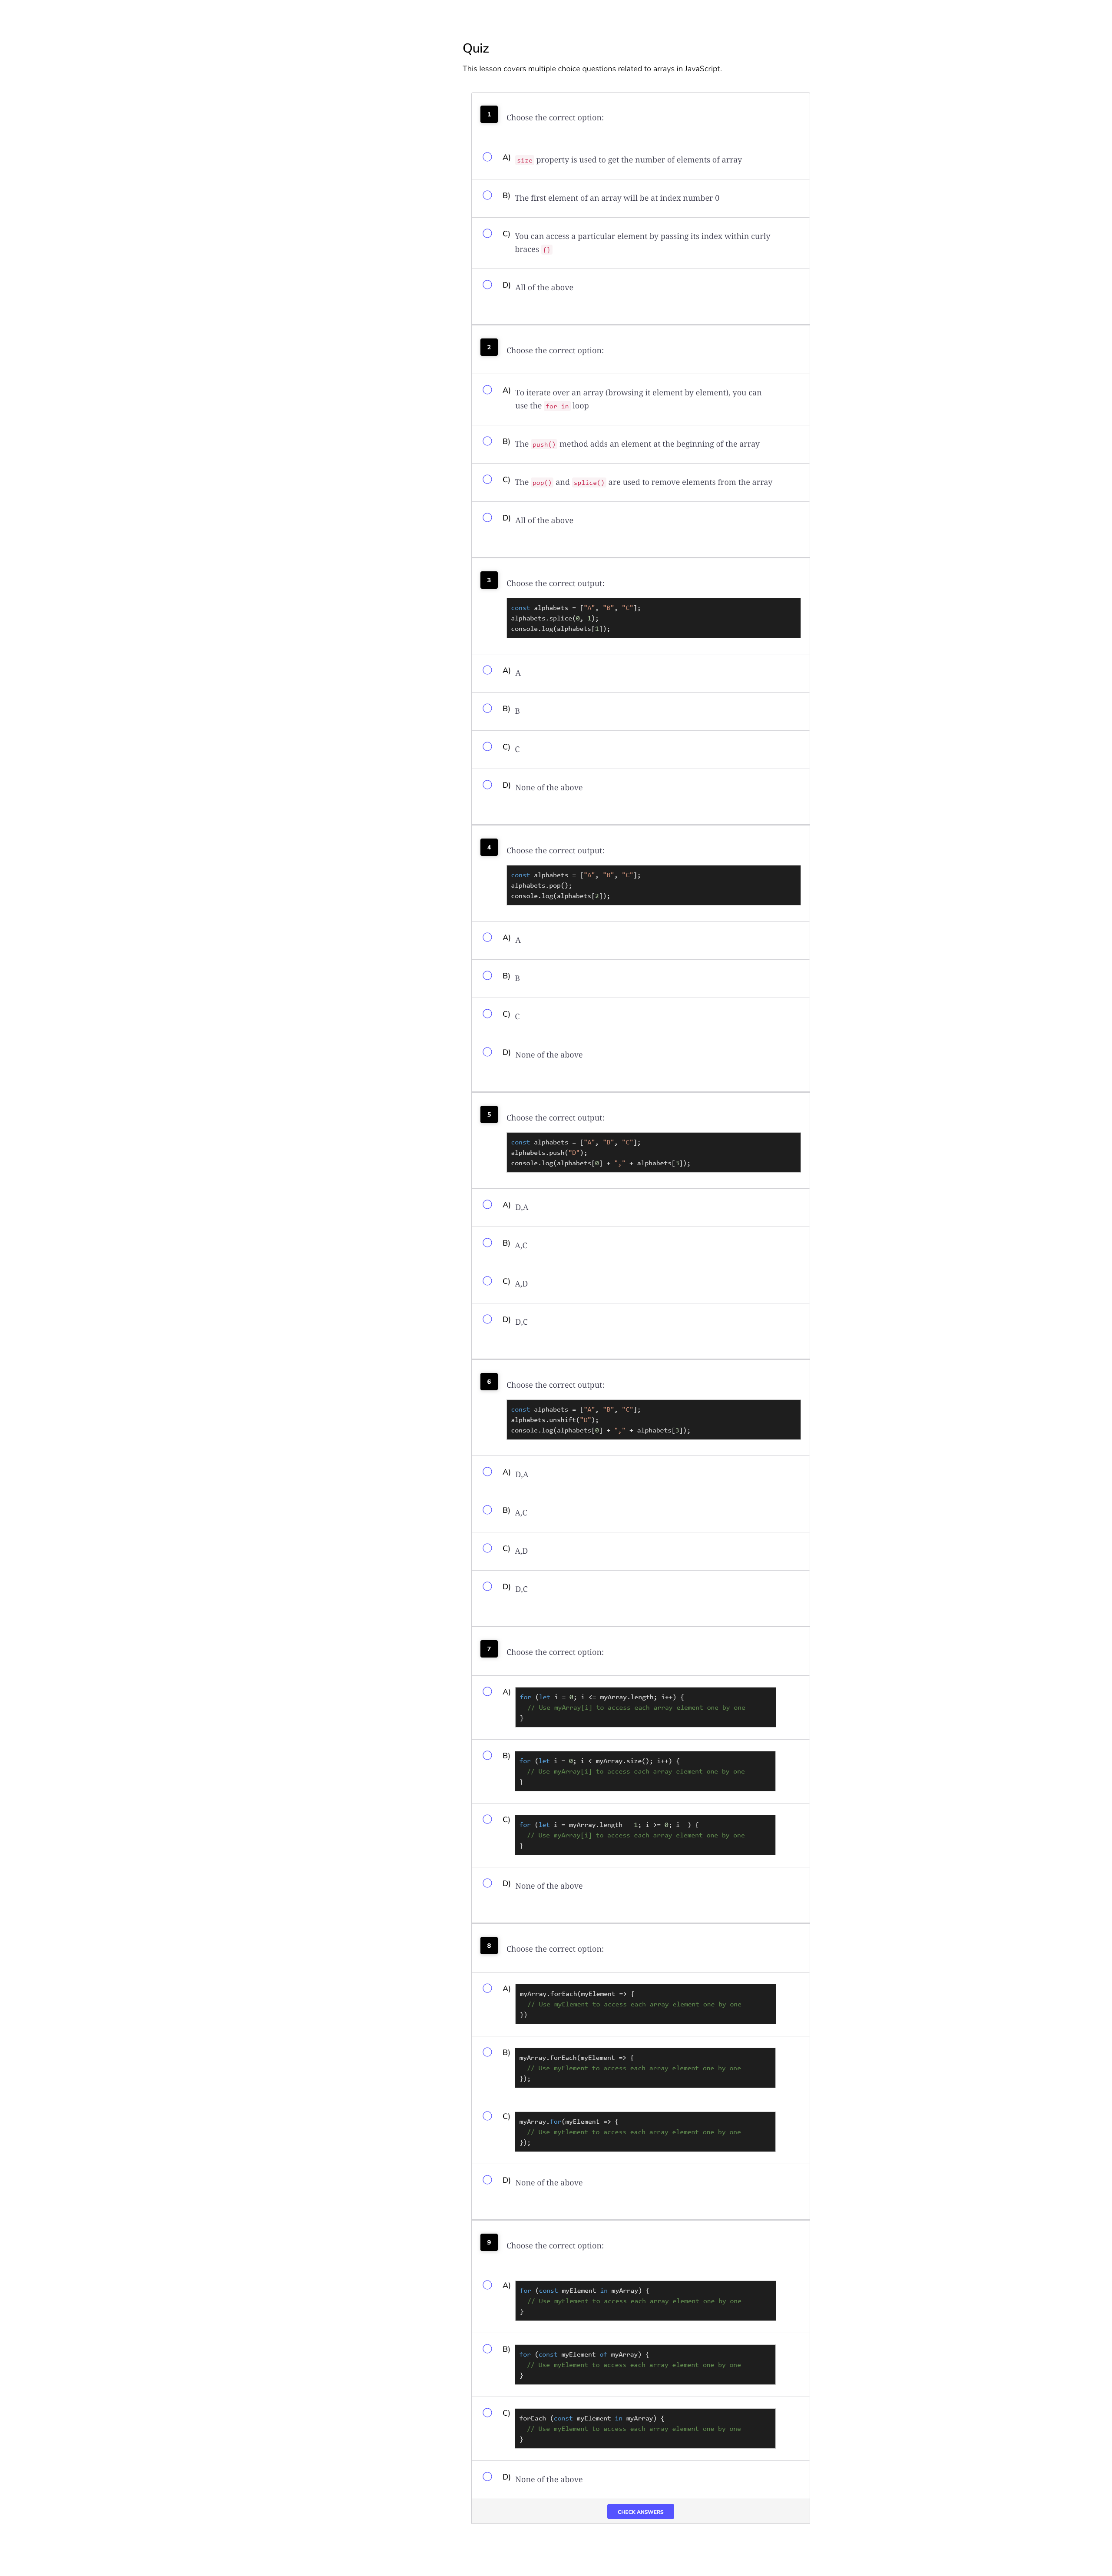 Quiz
This lesson covers multiple choice questions related to arrays in JavaScript.
1 Choose the correct option:
A) size property is used to get the number of elements of array
B) The first element of an array will be at index number 0
C) You can access a particular element by passing its index within curly
braces {}
D) All of the above
2 Choose the correct option:
A) To iterate over an array (browsing it element by element), you can
use the for in loop
B) The push() method adds an element at the beginning of the array
C) The pop() and splice() are used to remove elements from the array
D) All of the above
3 Choose the correct output:
const alphabets = ["A", "B", "C"];
alphabets.splice(0, 1);
console.log(alphabets[1]);
A) A
B) B
C) C
D) None of the above
4 Choose the correct output:
const alphabets = ["A", "B", "C"];
alphabets.pop();
console.log(alphabets[2]);
A) A
B) B
C) C
D) None of the above
5 Choose the correct output:
const alphabets = ["A", "B", "C"];
alphabets.push("D");
console.log(alphabets[0] + "," + alphabets[3]);
A) D,A
B) A,C
C) A,D
D) D,C
6 Choose the correct output:
const alphabets = ["A", "B", "C"];
alphabets.unshift("D");
console.log(alphabets[0] + "," + alphabets[3]);
A) D,A
B) A,C
C) A,D
D) D,C
7 Choose the correct option:
A) for (let i = 0; i <= myArray.length; i++) {
// Use myArray[i] to access each array element one by one
}
B) for (let i = 0; i < myArray.size(); i++) {
// Use myArray[i] to access each array element one by one
}
C) for (let i = myArray.length - 1; i >= 0; i--) {
// Use myArray[i] to access each array element one by one
}
D) None of the above
8 Choose the correct option:
A) myArray.forEach(myElement => {
// Use myElement to access each array element one by one
})
B) myArray.forEach(myElement => {
// Use myElement to access each array element one by one
});
C) myArray.for(myElement => {
// Use myElement to access each array element one by one
});
D) None of the above
9 Choose the correct option:
A) for (const myElement in myArray) {
// Use myElement to access each array element one by one
}
B) for (const myElement of myArray) {
// Use myElement to access each array element one by one
}
C) forEach (const myElement in myArray) {
// Use myElement to access each array element one by one
}
D) None of the above
CHECK ANSWERS